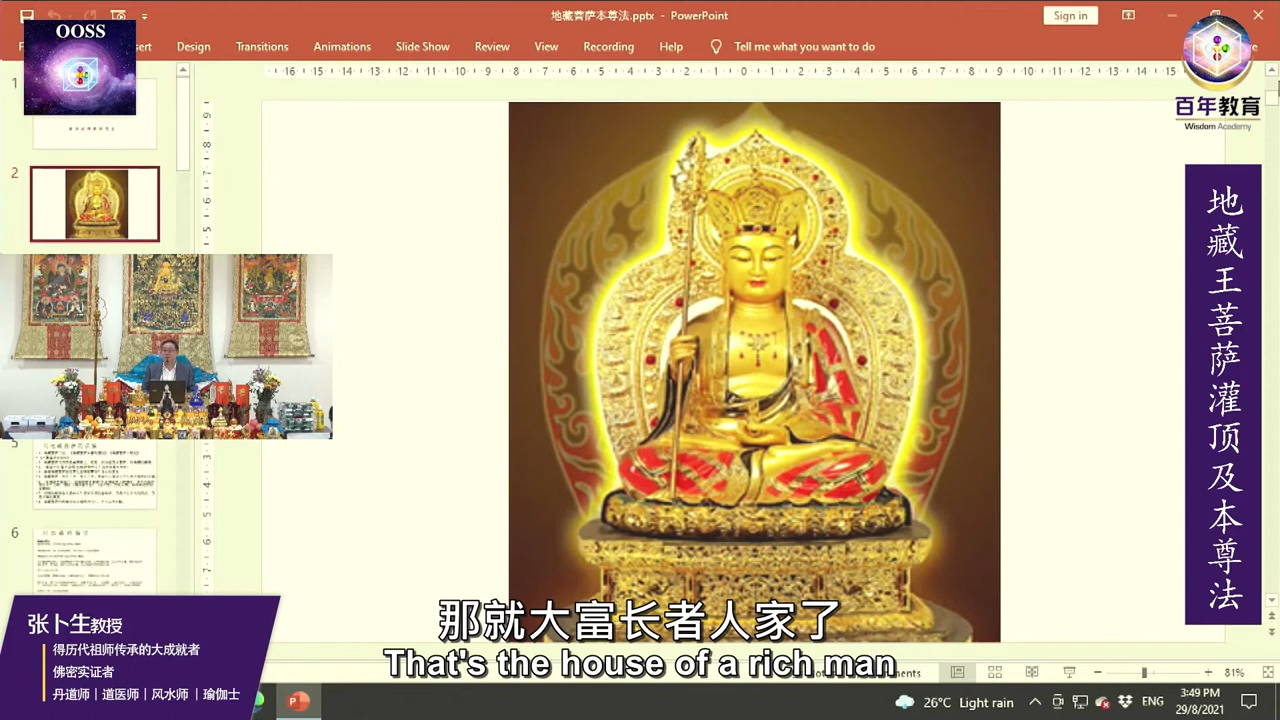 地藏菩萨本尊法.pptx - PowerPoint
Sign in
OOSS
Design
Transitions
Animations
Slide Show
Review
View
Recording
Help
Tell me what you want to do
百年教育
Wisdom Academy
1
2
5
6
地藏王菩萨灌顶及本尊法
张卜生教授
得历代祖师传承的大成就者
佛密实证者
丹道师｜道医师｜风水师｜瑜伽士
那就大富长者人家了
That's the house of a rich man
81%
26°C Light rain
ENG
3:49 PM
29/8/2021